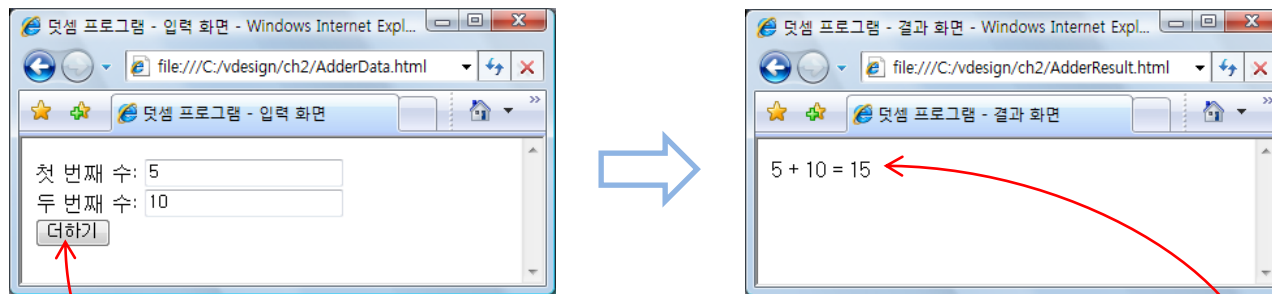 덧셈 프로그램 - 입력 화면 - Windows Internet Expl...
file:///C:/vdesign/ch2/AdderData.html
덧셈 프로그램 - 입력 화면
첫 번째 수: 5
두 번째 수: 10
더하기
덧셈 프로그램 - 결과 화면 - Windows Internet Expl...
file:///C:/vdesign/ch2/AdderResult.html
덧셈 프로그램 - 결과 화면
5 + 10 = 15